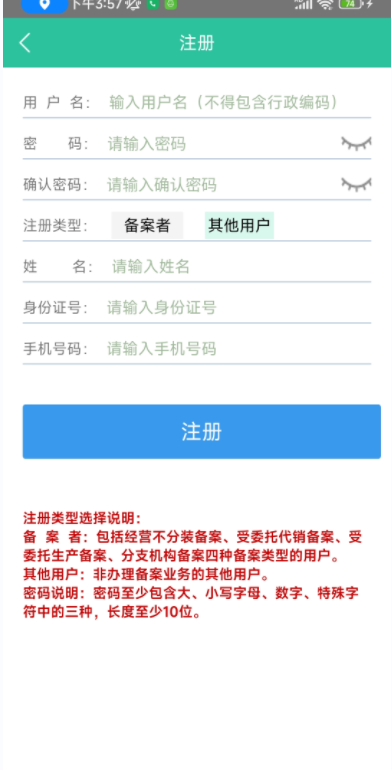 下午3:57
74
注册
用 户 名： 输入用户名（不得包含行政编码）
密 码： 请输入密码
确认密码： 请输入确认密码
注册类型： 备案者 其他用户
姓 名： 请输入姓名
身份证号： 请输入身份证号
手机号码： 请输入手机号码
注册
注册类型选择说明：
备 案 者：包括经营不分装备案、受委托代销备案、受
委托生产备案、分支机构备案四种备案类型的用户。
其他用户：非办理备案业务的其他用户。
密码说明：密码至少包含大、小写字母、数字、特殊字
符中的三种，长度至少10位。